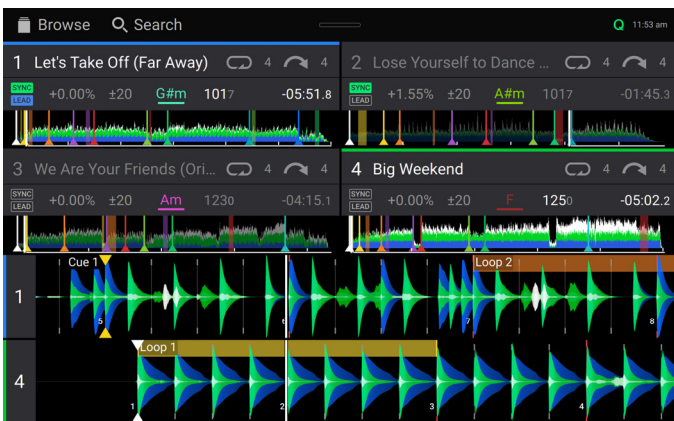 Browse Search Q 11:53 am
1 Let's Take Off (Far Away) 4 4
SYNC LEAD +0.00% ±20 G#m 1017 -05:51.8
2 Lose Yourself to Dance ... 4 4
SYNC LEAD +1.55% ±20 A#m 1017 -01:45.3
3 We Are Your Friends (Ori... 4 4
SYNC LEAD +0.00% ±20 Am 1230 -04:15.1
4 Big Weekend 4 4
SYNC LEAD +0.00% ±20 F 1250 -05:02.2
Cue 1 Loop 2
1 5 6 7 8
Loop 1
4 1 2 3 4